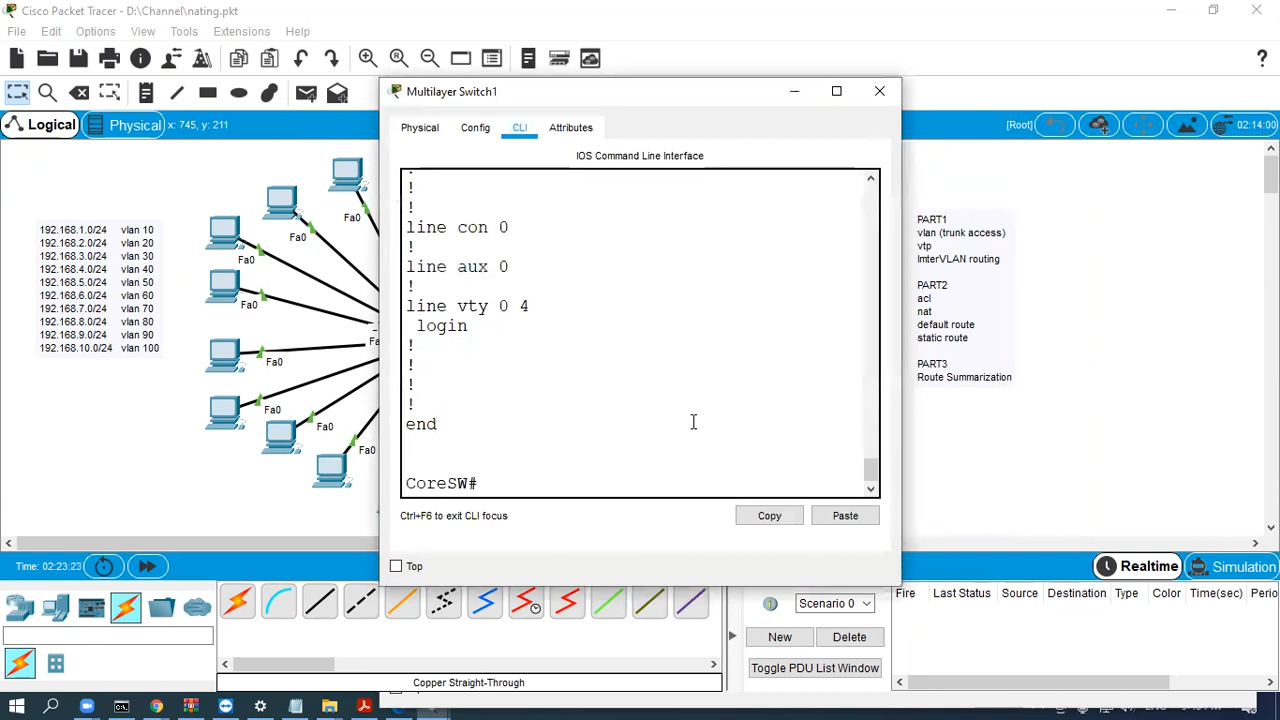 Cisco Packet Tracer - D:\Channel\nating.pkt
File Edit Options View Tools Extensions Help
Multilayer Switch1
Logical Physical x: 745, y: 211
[Root] 02:14:00
Physical Config CLI Attributes
IOS Command Line Interface
!
!
!
line con 0
!
line aux 0
!
line vty 0 4
login
!
!
!
!
end
CoreSW#
Ctrl+F6 to exit CLI focus
Copy
Paste
Top
192.168.1.0/24 vlan 10
192.168.2.0/24 vlan 20
192.168.3.0/24 vlan 30
192.168.4.0/24 vlan 40
192.168.5.0/24 vlan 50
192.168.6.0/24 vlan 60
192.168.7.0/24 vlan 70
192.168.8.0/24 vlan 80
192.168.9.0/24 vlan 90
192.168.10.0/24 vlan 100
Fa0
Fa0
Fa0
Fa0
Fa0
Fa0
Fa0
Fa0
PART1
vlan (trunk access)
vtp
ImterVLAN routing
PART2
acl
nat
default route
static route
PART3
Route Summarization
Time: 02:23:23
Realtime
Simulation
Scenario 0
New
Delete
Toggle PDU List Window
Fire Last Status Source Destination Type Color Time(sec) Perio
Copper Straight-Through